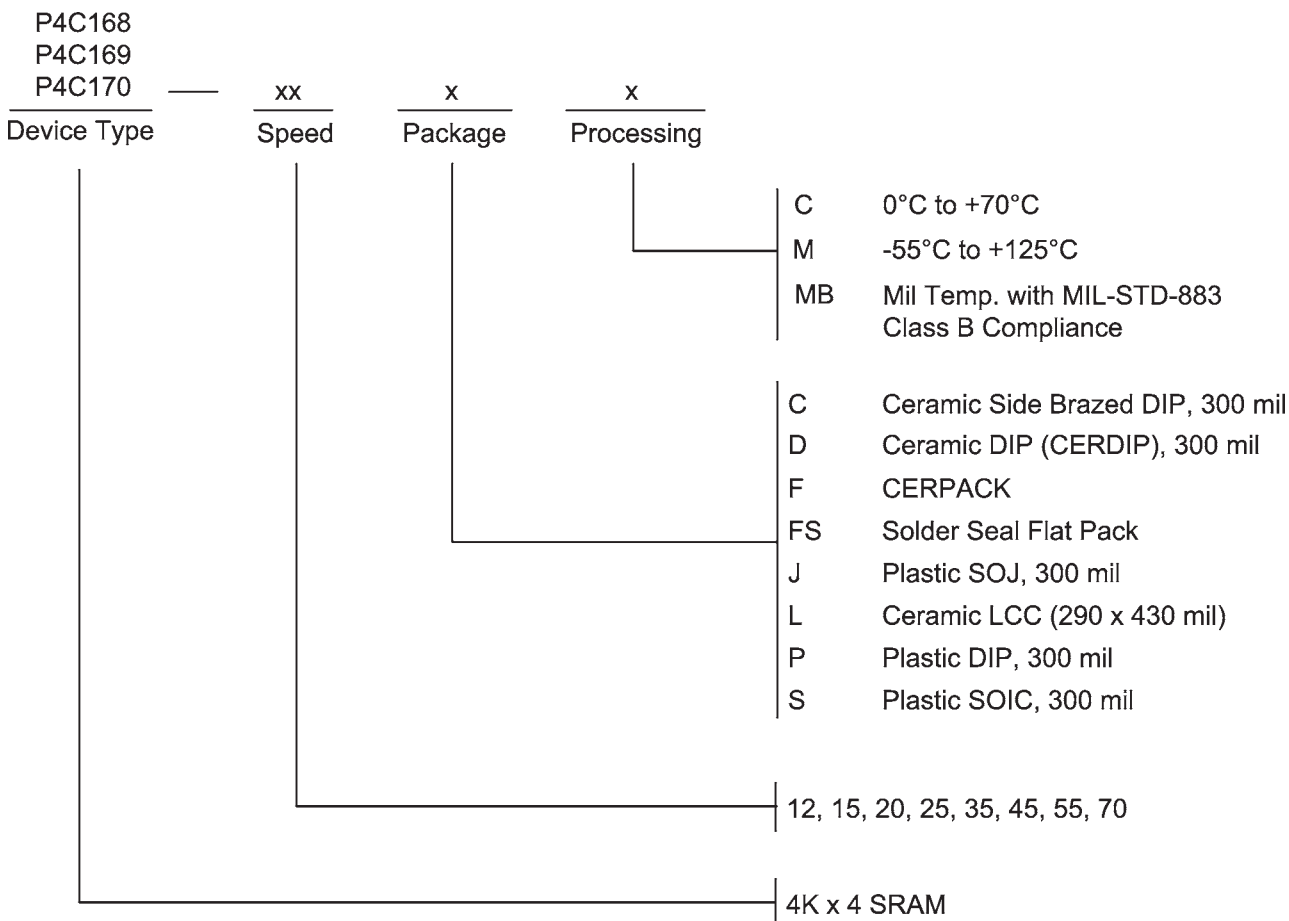 P4C168
P4C169
P4C170 — xx x x
Device Type Speed Package Processing
C 0°C to +70°C
M -55°C to +125°C
MB Mil Temp. with MIL-STD-883
Class B Compliance
C Ceramic Side Brazed DIP, 300 mil
D Ceramic DIP (CERDIP), 300 mil
F CERPACK
FS Solder Seal Flat Pack
J Plastic SOJ, 300 mil
L Ceramic LCC (290 x 430 mil)
P Plastic DIP, 300 mil
S Plastic SOIC, 300 mil
12, 15, 20, 25, 35, 45, 55, 70
4K x 4 SRAM